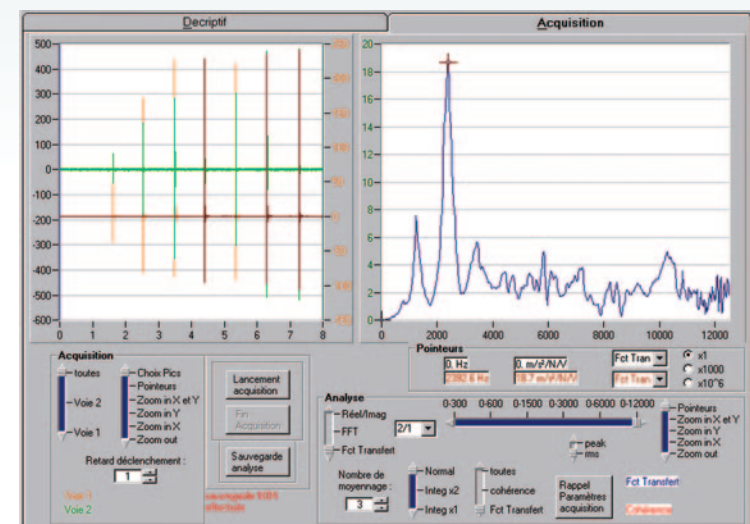 Decriptif
Acquisition
500
400
300
200
100
0
-100
-200
-300
-400
-500
-600
0 1 2 3 4 5 6 7 8
20
18
16
14
12
10
8
6
4
2
0
0 2000 4000 6000 8000 10000 12000
Acquisition
toutes
Voie 2
Voie 1
Choix Pics
Pointeurs
Zoom in X et Y
Zoom in Y
Zoom in X
Zoom out
Retard déclenchement :
1
Voie 1
Voie 2
Lancement acquisition
Fin Acquisition
Sauvegarde analyse
Pointeurs
0. Hz
0. m/s²/N/V
Fct Tran
x1
2392.6 Hz
18.7 m/s²/N/V
Fct Tran
x1000
x10^6
Analyse
Réel/Imag
FFT
Fct Transfert
2/1
0-300 0-600 0-1500 0-3000 0-6000 0-12000
peak
rms
Pointeurs
Zoom in X et Y
Zoom in Y
Zoom in X
Zoom out
Nombre de moyennage :
3
Normal
Integ x2
Integ x1
toutes
cohérence
Fct Transfert
Rappel Paramètres acquisition
Fct Transfert
Cohérence